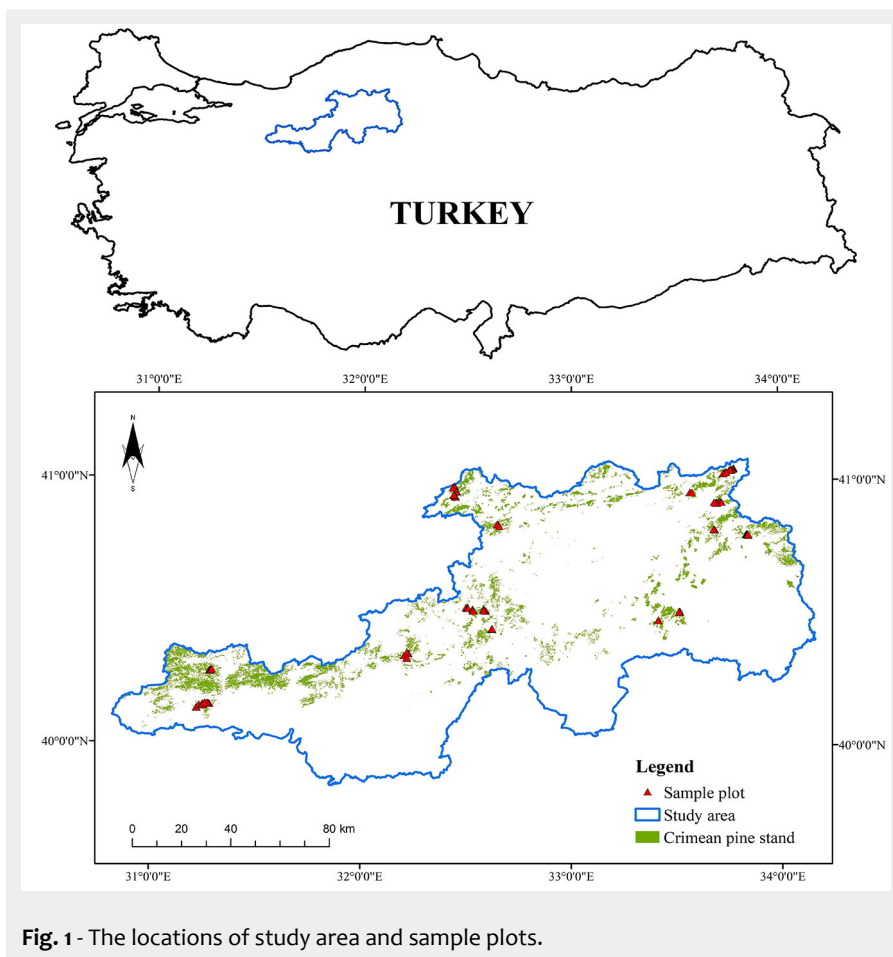 TURKEY
31°0'0"E 32°0'0"E 33°0'0"E 34°0'0"E
N
S
41°0'0"N 41°0'0"N
40°0'0"N 40°0'0"N
Legend
Sample plot
Study area
Crimean pine stand
0 20 40 80 km
31°0'0"E 32°0'0"E 33°0'0"E 34°0'0"E
Fig. 1 - The locations of study area and sample plots.